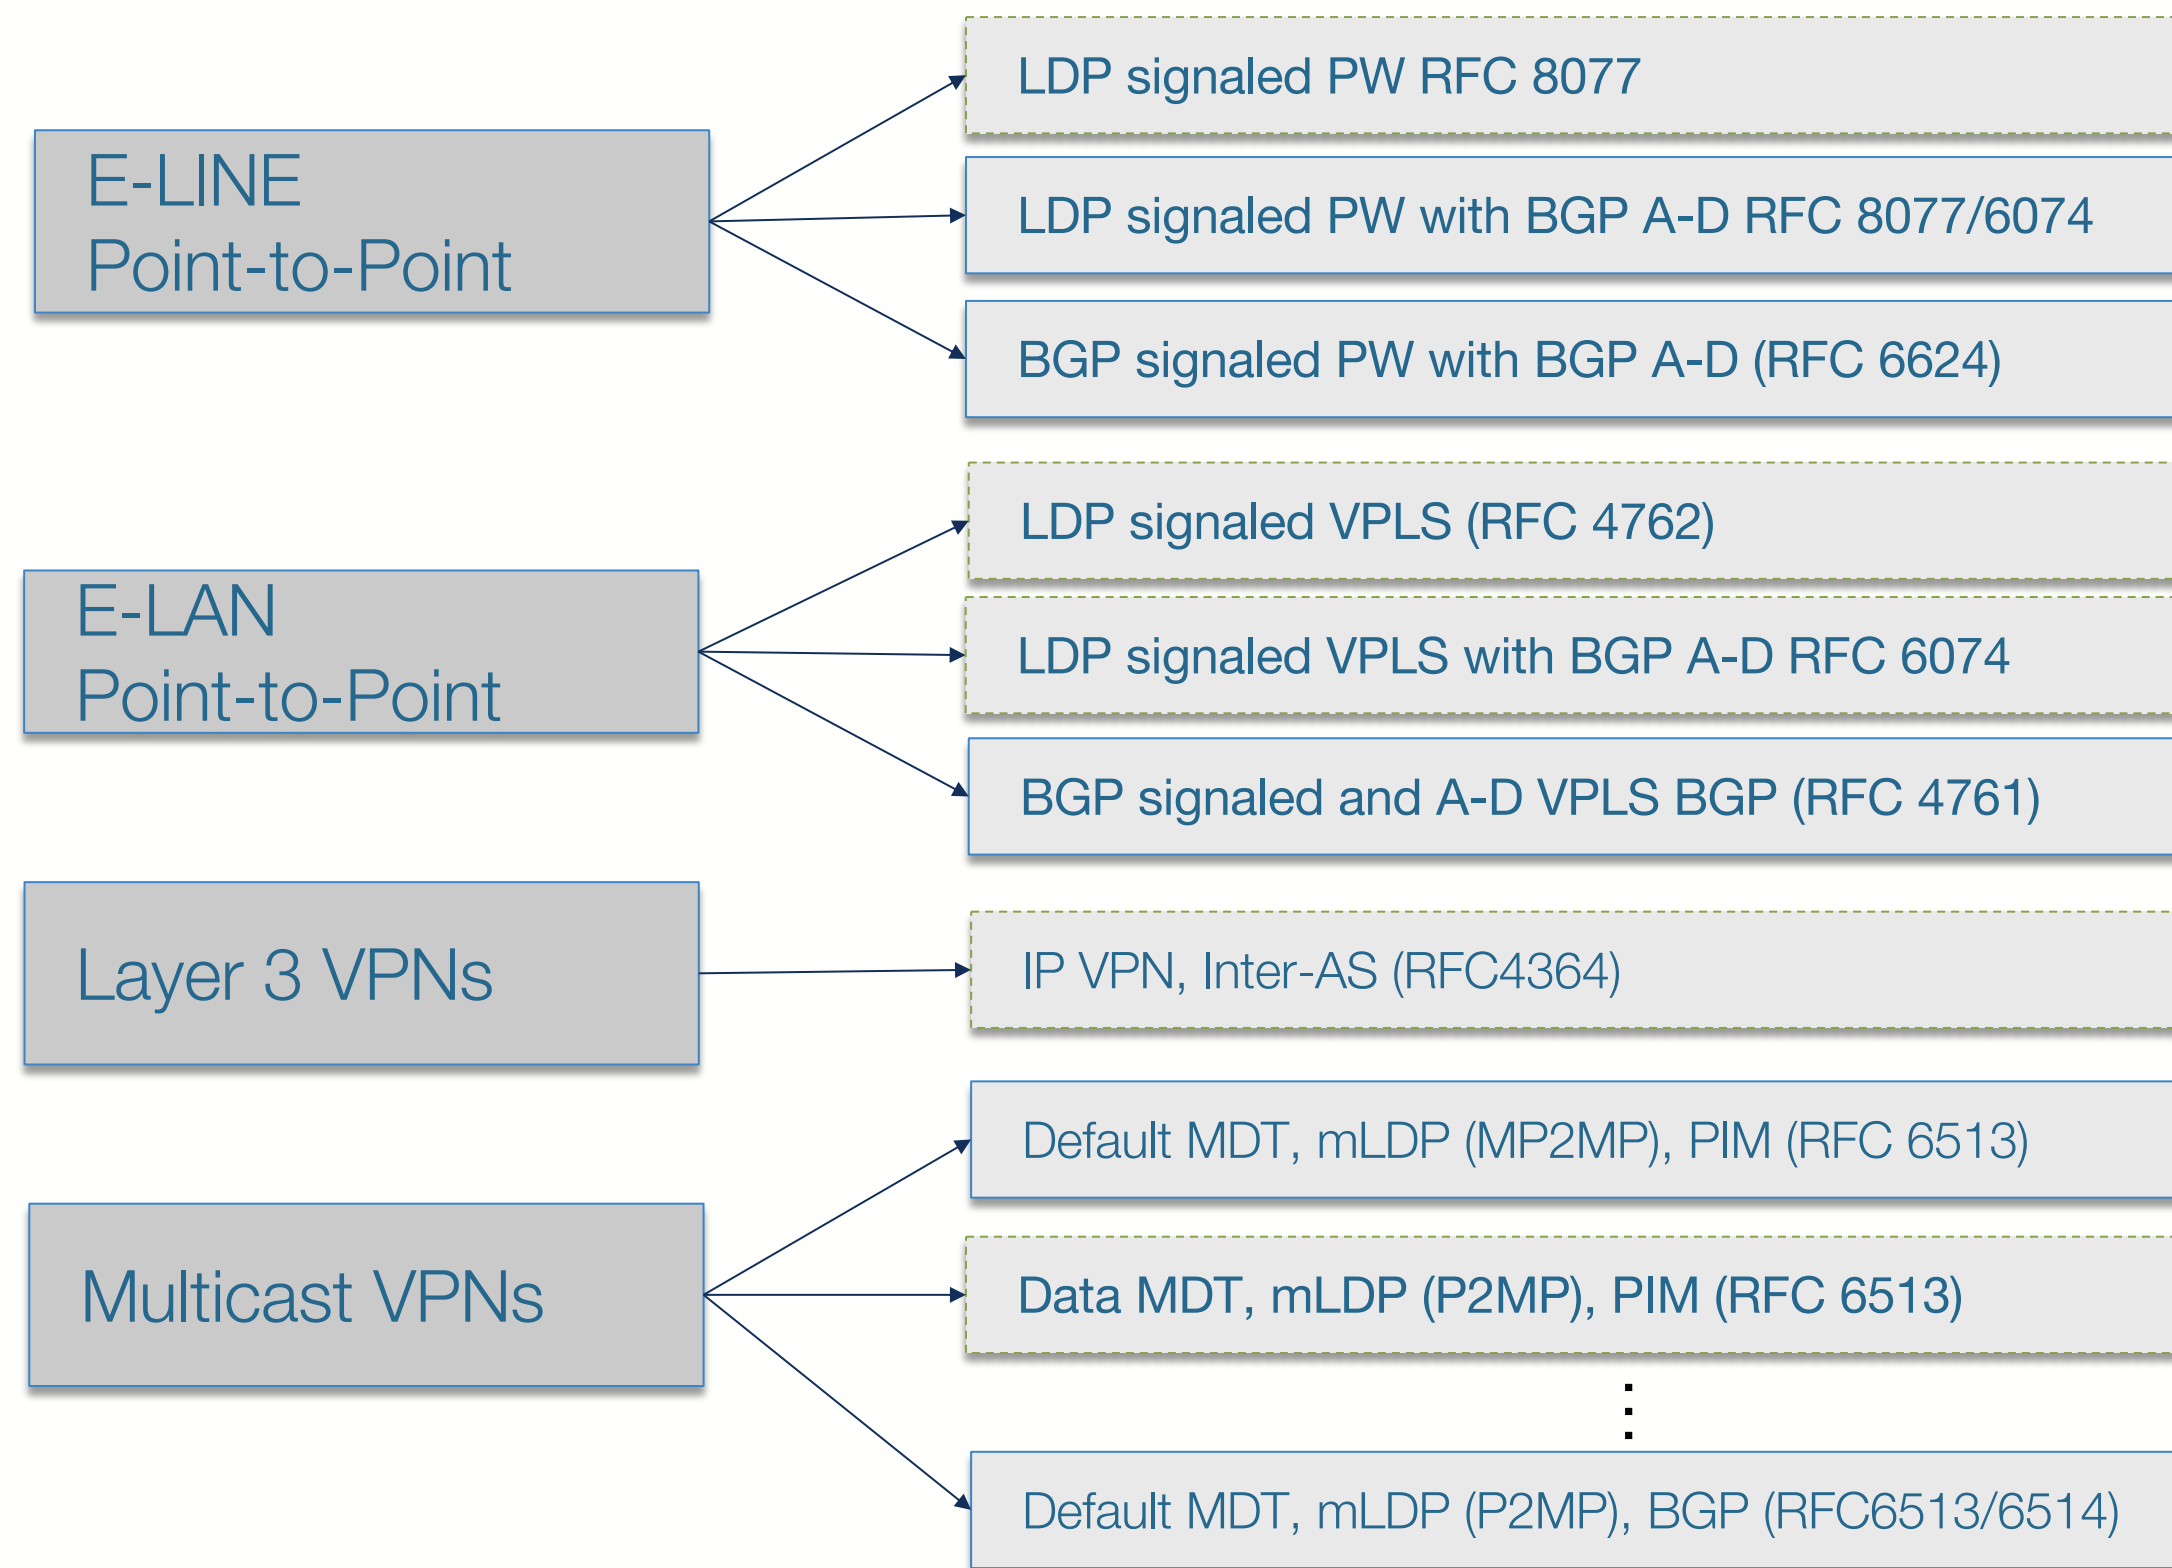 E-LINE
Point-to-Point
LDP signaled PW RFC 8077
LDP signaled PW with BGP A-D RFC 8077/6074
BGP signaled PW with BGP A-D (RFC 6624)
E-LAN
Point-to-Point
LDP signaled VPLS (RFC 4762)
LDP signaled VPLS with BGP A-D RFC 6074
BGP signaled and A-D VPLS BGP (RFC 4761)
Layer 3 VPNs
IP VPN, Inter-AS (RFC4364)
Multicast VPNs
Default MDT, mLDP (MP2MP), PIM (RFC 6513)
Data MDT, mLDP (P2MP), PIM (RFC 6513)
Default MDT, mLDP (P2MP), BGP (RFC6513/6514)